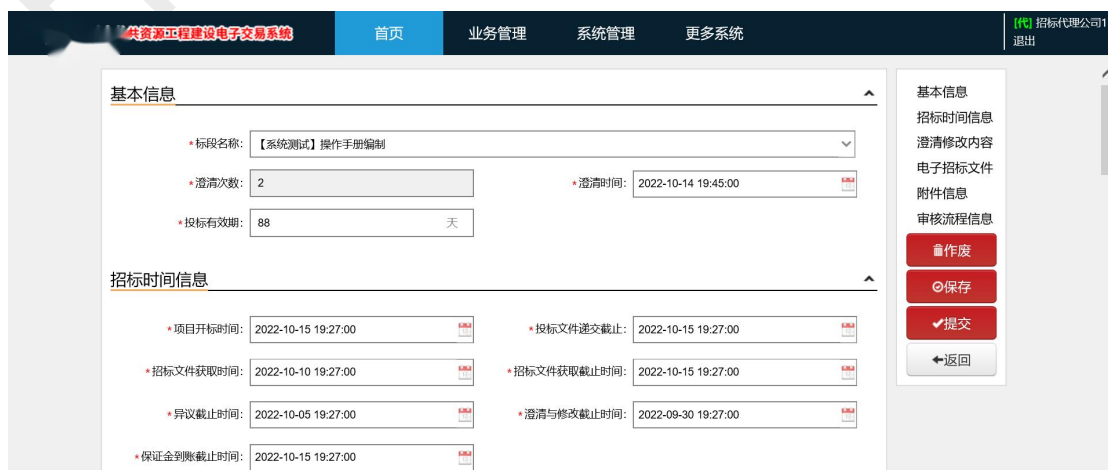 共资源工程建设电子交易系统 首页 业务管理 系统管理 更多系统 [代] 招标代理公司1
退出
基本信息
*标段名称: 【系统测试】操作手册编制
*澄清次数: 2 *澄清时间: 2022-10-14 19:45:00
*投标有效期: 88 天
招标时间信息
*项目开标时间: 2022-10-15 19:27:00 *投标文件递交截止: 2022-10-15 19:27:00
*招标文件获取时间: 2022-10-10 19:27:00 *招标文件获取截止时间: 2022-10-15 19:27:00
*异议截止时间: 2022-10-05 19:27:00 *澄清与修改截止时间: 2022-09-30 19:27:00
*保证金到账截止时间: 2022-10-15 19:27:00
基本信息
招标时间信息
澄清修改内容
电子招标文件
附件信息
审核流程信息
作废
保存
提交
返回